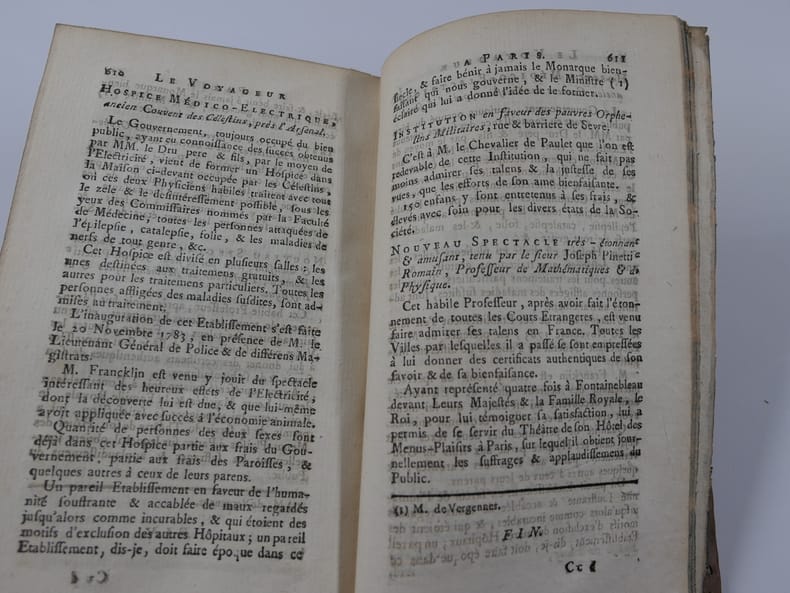 610 LE VOYAGEUR
HOSPICE MÉDICO-ÉLECTRIQUE,
ancien Couvent des Célestins, près l'Arsenal.
Le Gouvernement, toujours occupé du bien
public, ayant eu connoissance des succès obtenus
par MM. le Dru pere & fils, par le moyen de
l'Electricité, vient de former un Hospice dans
la Maison ci-devant occupée par les Célestins,
où ces deux Physiciens habiles traitent avec tout
le zèle & le désintéressement possible, sous les
yeux des Commissaires nommés par la Faculté
de Médecine, toutes les personnes attaquées de
l'épilepsie, catalepsie, folie, & les maladies de
nerfs de tout genre, &c.
Cet Hospice est divisé en plusieurs salles : les
unes destinées aux traitemens gratuits, & les
autres pour les traitemens particuliers. Toutes les
personnes affligées des maladies susdites, sont ad-
mises au traitement.
L'inauguration de cet Etablissement s'est faite
le 20 Novembre 1783, en présence de M. le
Lieutenant Général de Police & de différens Ma-
gistrats.
M. Francklin est venu y jouir du spectacle
intéressant des heureux effets de l'Electricité,
dont la découverte lui est due, & que lui-même
avoit appliquée avec succès à l'économie animale.
Quantité de personnes des deux sexes sont
déjà dans cet Hospice partie aux frais du Gou-
vernement, partie aux frais des Paroisses, &
quelques autres à ceux de leurs parens.
Un pareil Etablissement en faveur de l'huma-
nité souffrante & accablée de maux regardés
jusqu'alors comme incurables, & qui étoient des
motifs d'exclusion des autres Hôpitaux ; un pareil
Etablissement, dis-je, doit faire époque dans ce
A PARIS. 611
siècle, & faire bénir à jamais le Monarque bien-
faisant qui nous gouverne, & le Ministre (1)
éclairé qui lui a donné l'idée de le former.
INSTITUTION en faveur des pauvres Orphe-
lins Militaires, rue & barriere de Sevre.
C'est à M. le Chevalier de Paulet que l'on est
redevable de cette Institution, qui ne fait pas
moins admirer ses talens & la justesse de ses
vues, que les efforts de son ame bienfaisante.
150 enfans y sont entretenus à ses frais, &
élevés avec soin pour les divers états de la So-
ciété.
NOUVEAU SPECTACLE très-étonnant
& amusant, tenu par le sieur Joseph Pinetti
Romain, Professeur de Mathématiques & de
Physique.
Cet habile Professeur, après avoir fait l'éton-
nement de toutes les Cours Etrangeres, est venu
faire admirer ses talens en France. Toutes les
Villes par lesquelles il a passé se sont empressées
à lui donner des certificats authentiques de son
savoir & de sa bienfaisance.
Ayant représenté quatre fois à Fontainebleau
devant Leurs Majestés & la Famille Royale, le
Roi, pour lui témoigner sa satisfaction, lui a
permis de se servir du Théatre de son Hôtel des
Menus-Plaisirs à Paris, sur lequel il obtient jour-
nellement les suffrages & applaudissemens du
Public.
(1) M. de Vergennes.
FIN.